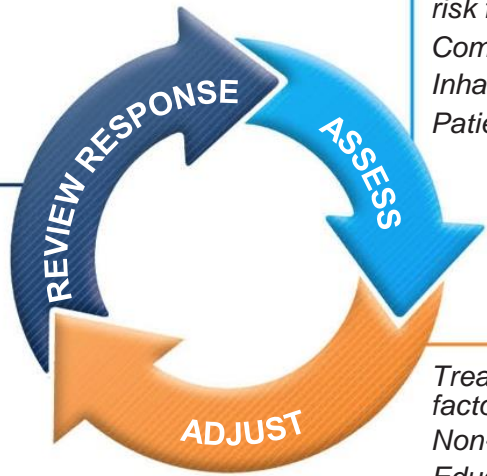 risk f
Com
Inha
Patie
REVIEW RESPONSE
ASSESS
ADJUST
Trea
facto
Non-
Edu